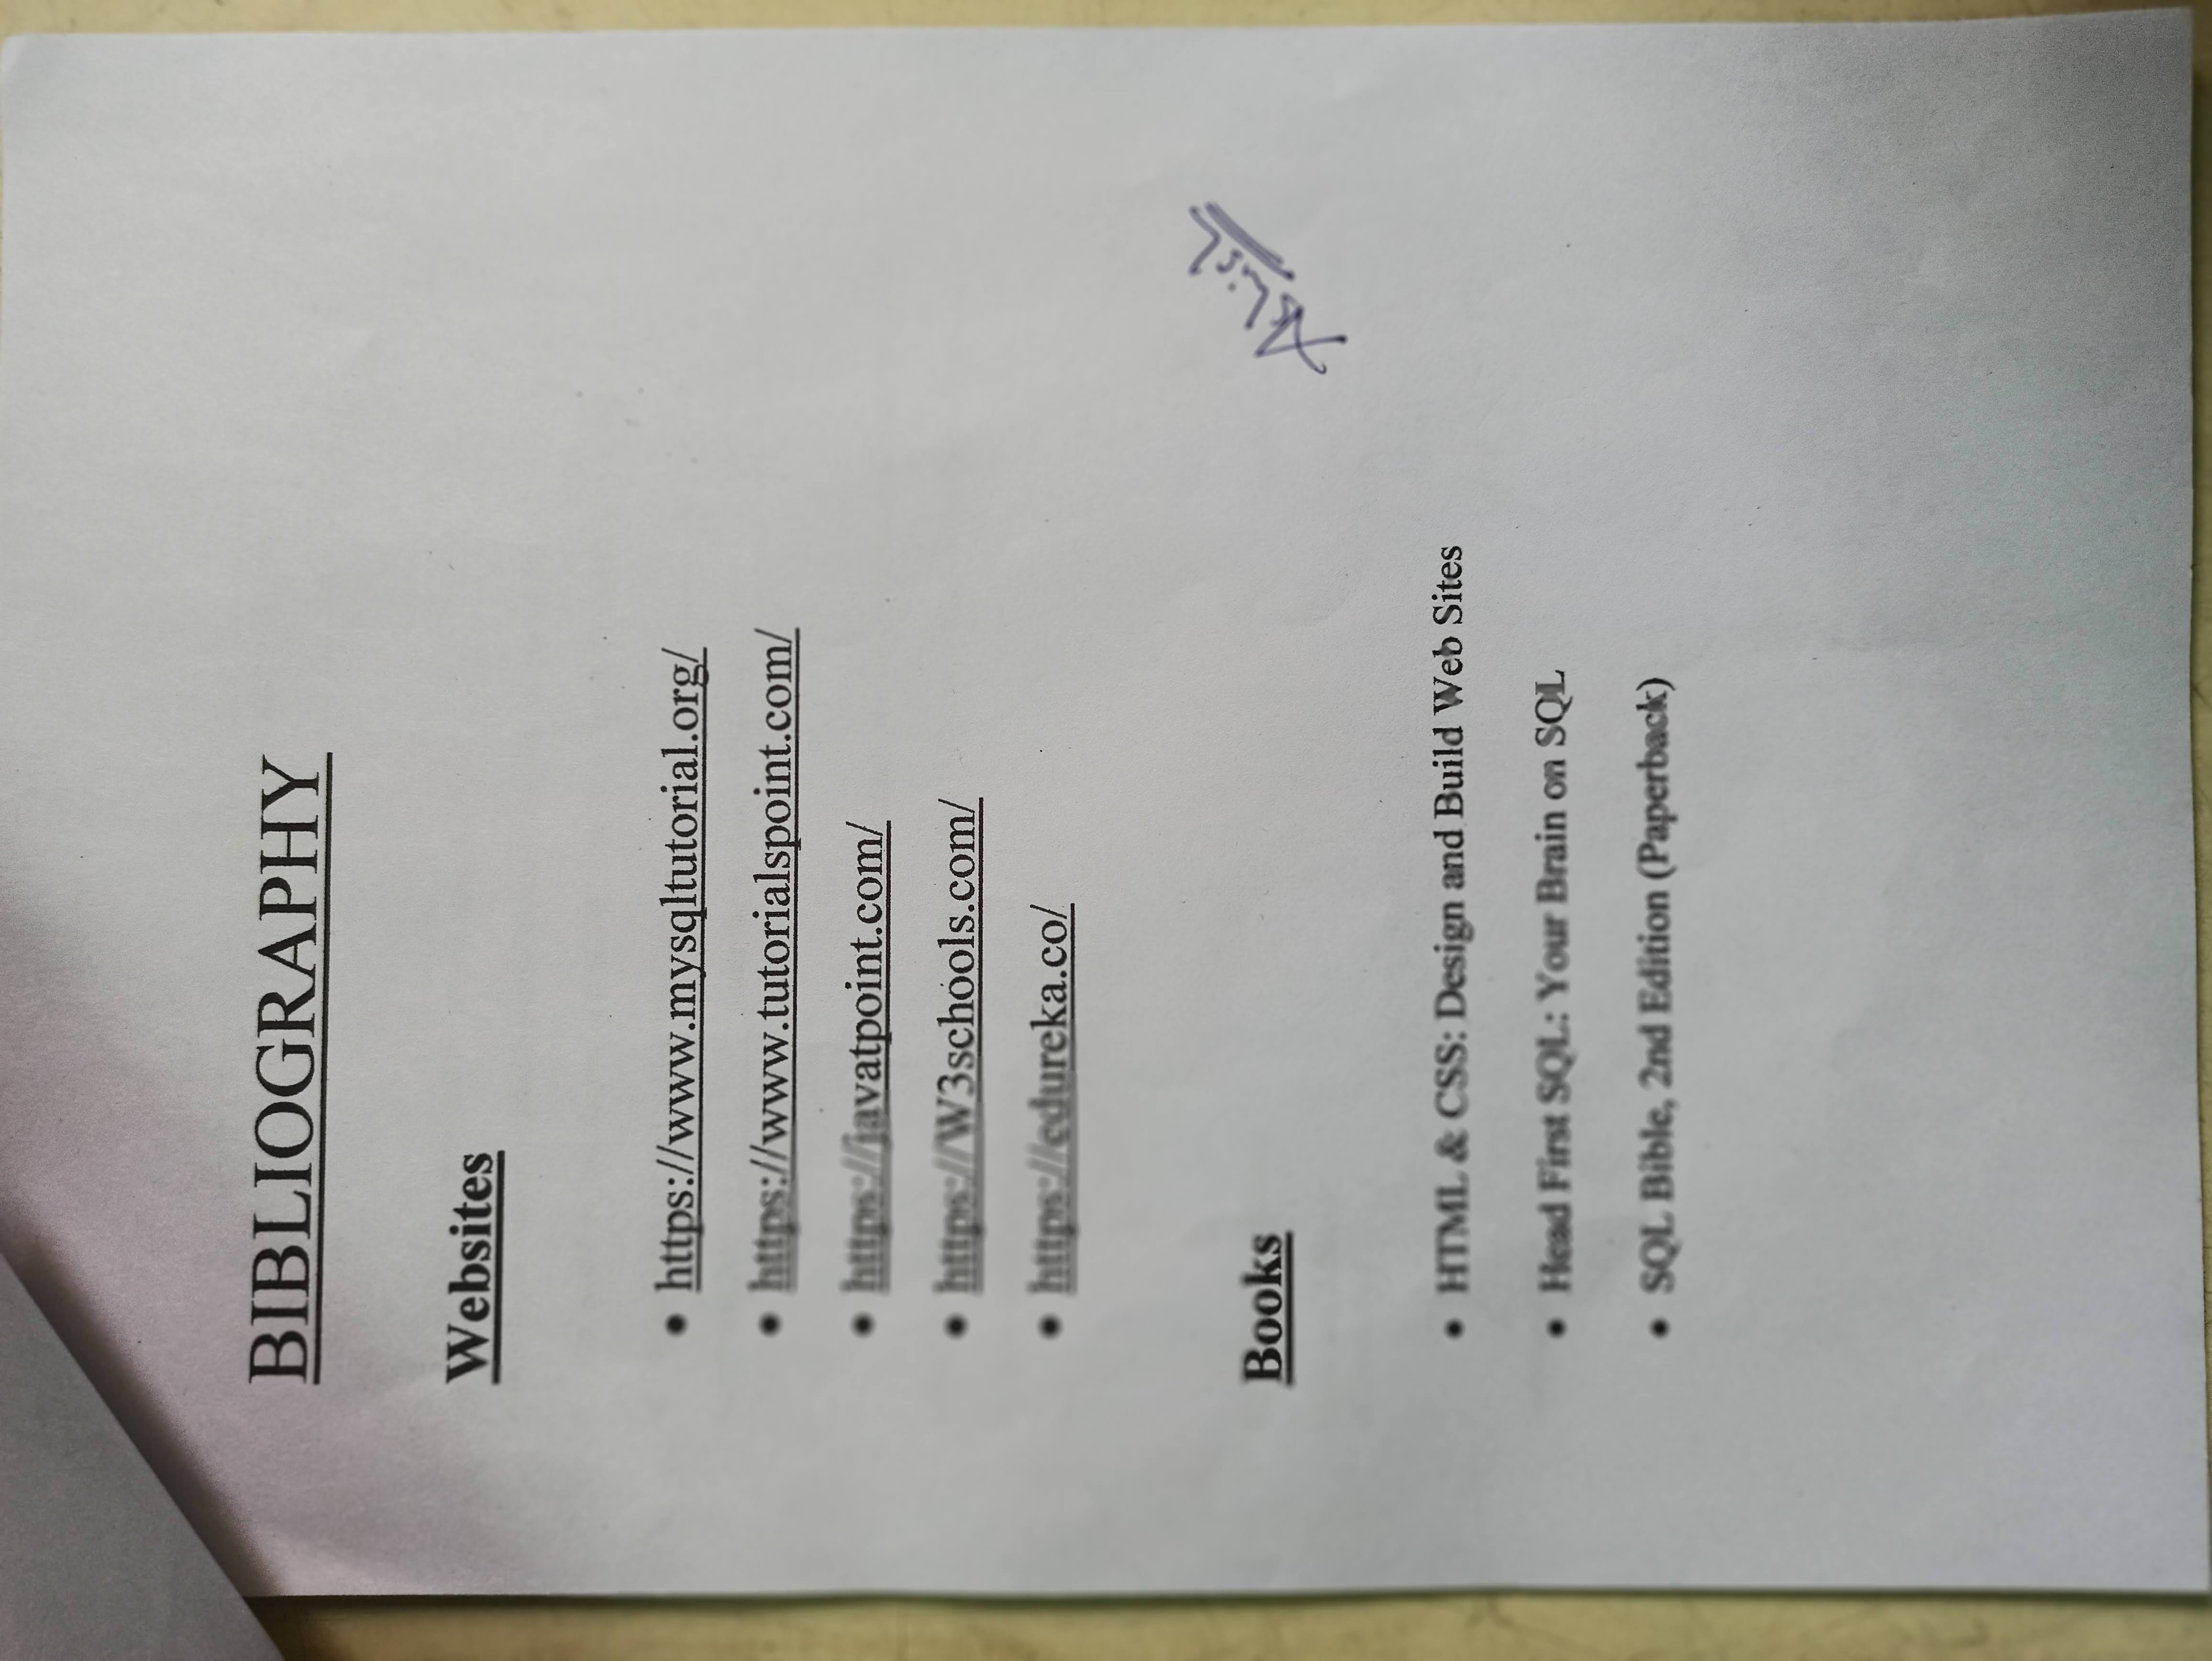 BIBLIOGRAPHY
Websites
• https://www.mysqltutorial.org/
• https://www.tutorialspoint.com/
• https://javatpoint.com/
• https://W3schools.com/
• https://edureka.co/
Books
• HTML & CSS: Design and Build Web Sites
• Head First SQL: Your Brain on SQL
• SQL Bible, 2nd Edition (Paperback)
Ashish